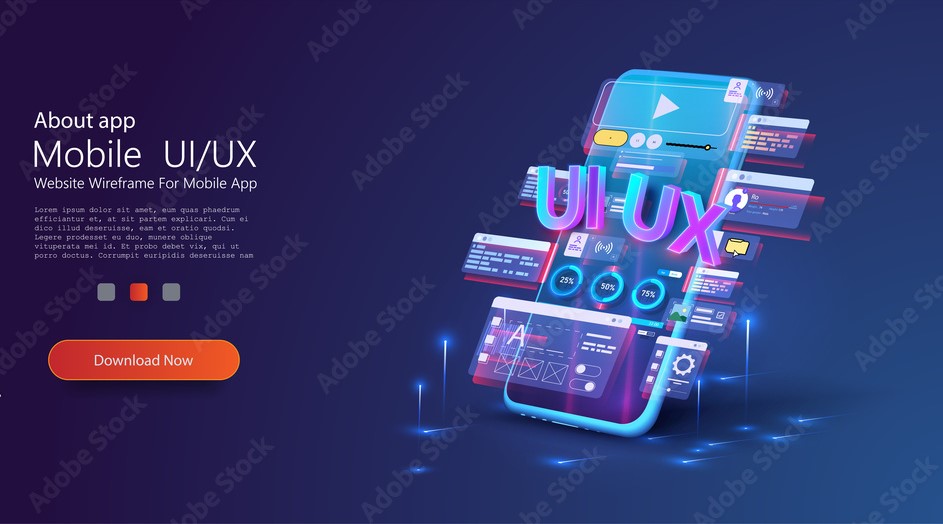 About app
Mobile UI/UX
Website Wireframe For Mobile App
Lorem ipsum dolor sit amet, eum quas phaedrum
efficiantur et, at sit partem explicari. Cum ei
dico illud deseruisse, eam et oratio quodsi.
Legere prodesset eu duo, munere oblique
vituperata mei id. Et probo debet vix, qui ut
porro doctus. Corrumpit euripidis deseruisse nam
Download Now
UI UX
25%
50%
75%
A
Adobe Stock